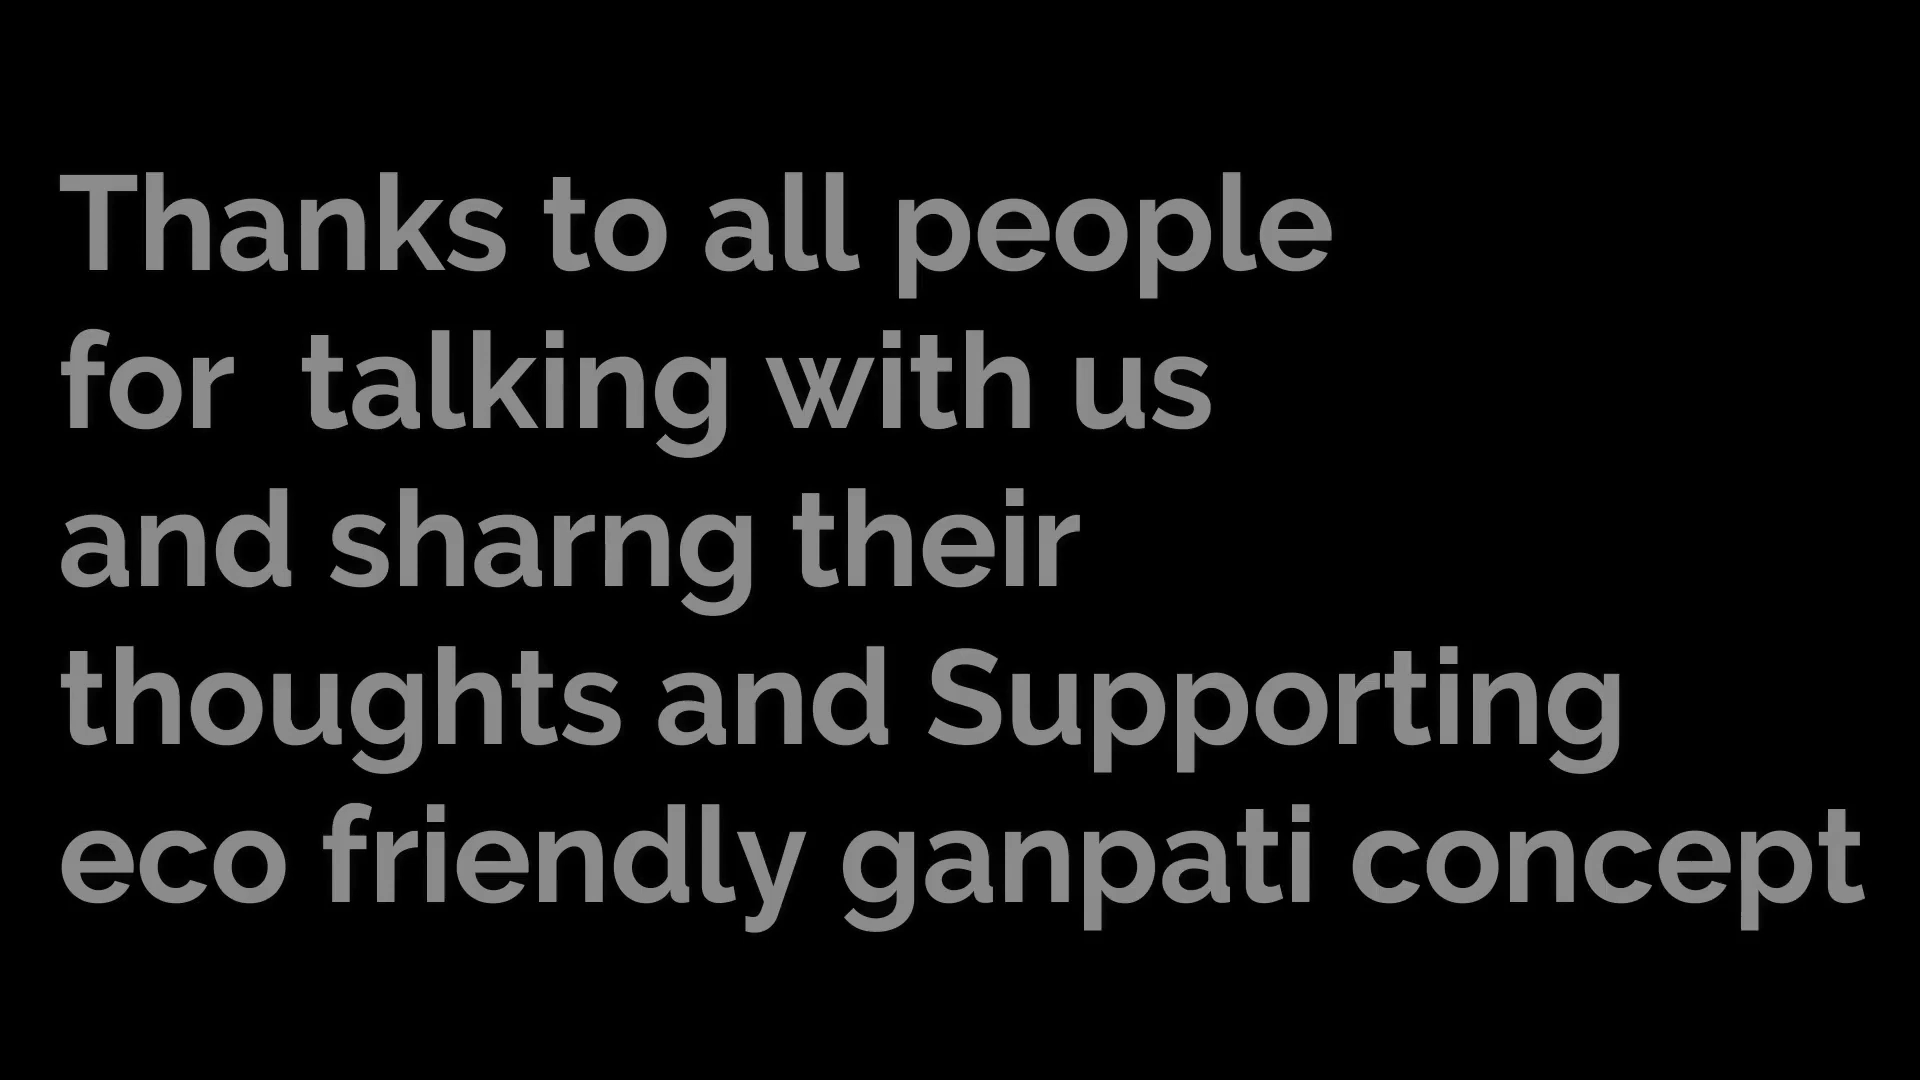 Thanks to all people
for  talking with us
and sharng their
thoughts and Supporting
eco friendly ganpati concept